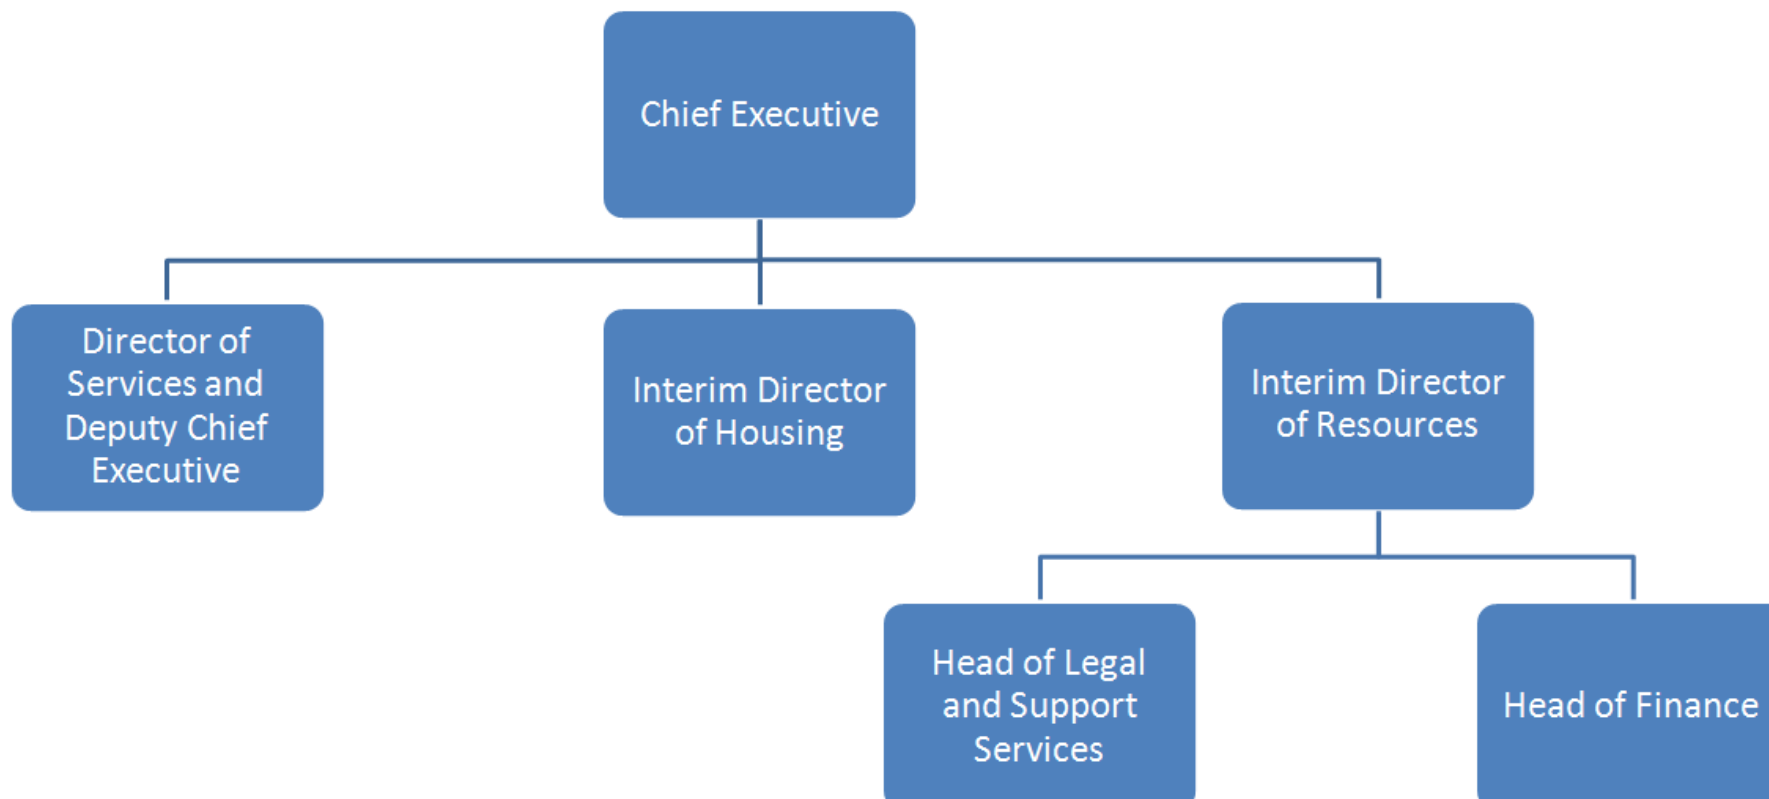 Chief Executive
Director of
Services and
Deputy Chief
Executive
Interim Director
of Housing
Interim Director
of Resources
Head of Legal
and Support
Services
Head of Finance